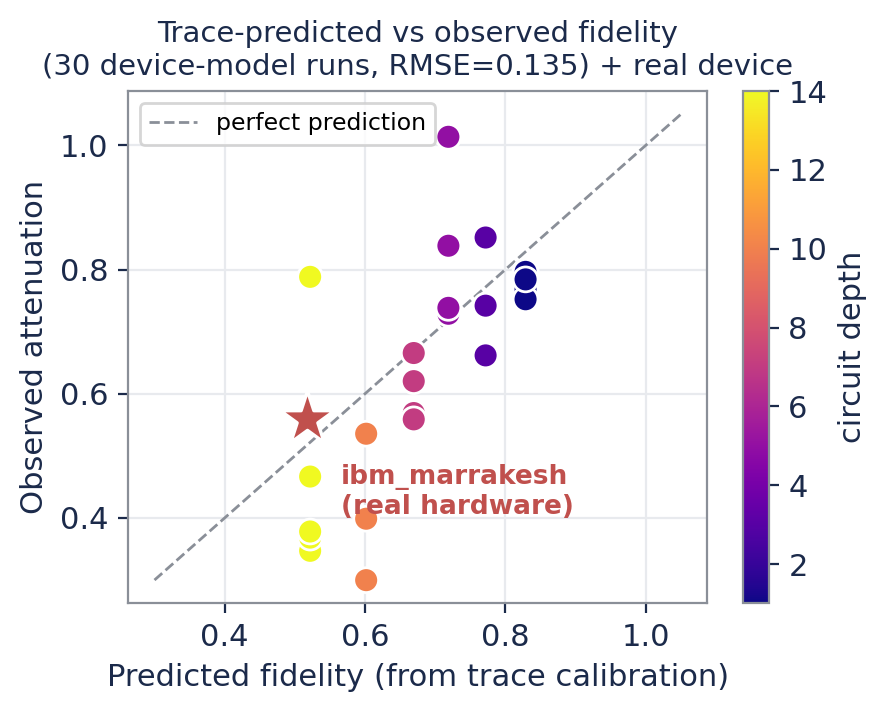 Trace-predicted vs observed fidelity
(30 device-model runs, RMSE=0.135) + real device
perfect prediction
1.0
0.8
0.6
0.4
Observed attenuation
ibm_marrakesh
(real hardware)
0.4
0.6
0.8
1.0
Predicted fidelity (from trace calibration)
14
12
10
8
6
4
2
circuit depth